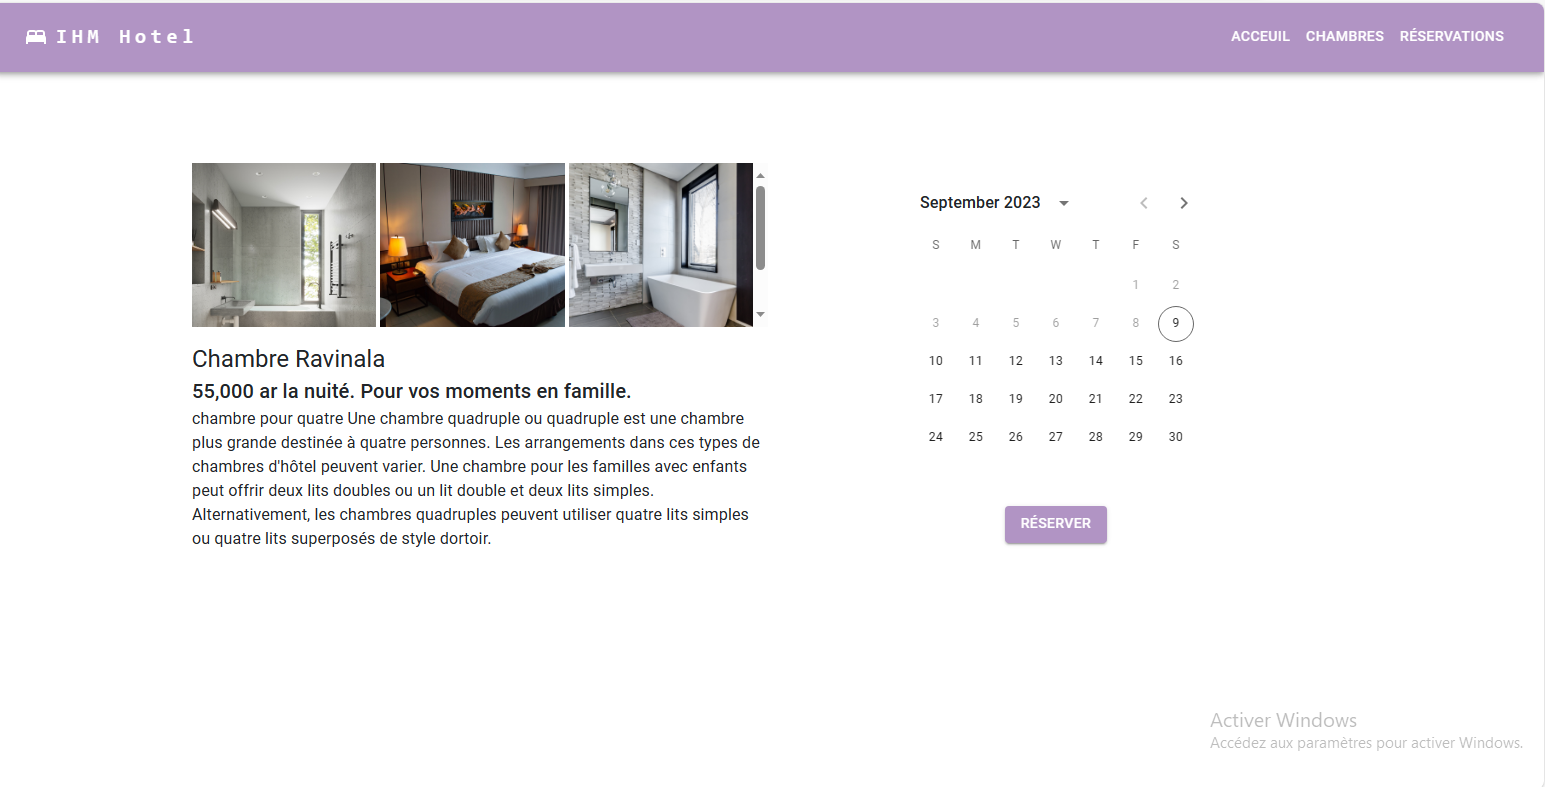 IHM Hotel
ACCEUIL CHAMBRES RÉSERVATIONS
Chambre Ravinala
55,000 ar la nuité. Pour vos moments en famille.
chambre pour quatre Une chambre quadruple ou quadruple est une chambre
plus grande destinée à quatre personnes. Les arrangements dans ces types de
chambres d'hôtel peuvent varier. Une chambre pour les familles avec enfants
peut offrir deux lits doubles ou un lit double et deux lits simples.
Alternativement, les chambres quadruples peuvent utiliser quatre lits simples
ou quatre lits superposés de style dortoir.
September 2023
S M T W T F S
1 2
3 4 5 6 7 8 9
10 11 12 13 14 15 16
17 18 19 20 21 22 23
24 25 26 27 28 29 30
RÉSERVER
Activer Windows
Accédez aux paramètres pour activer Windows.